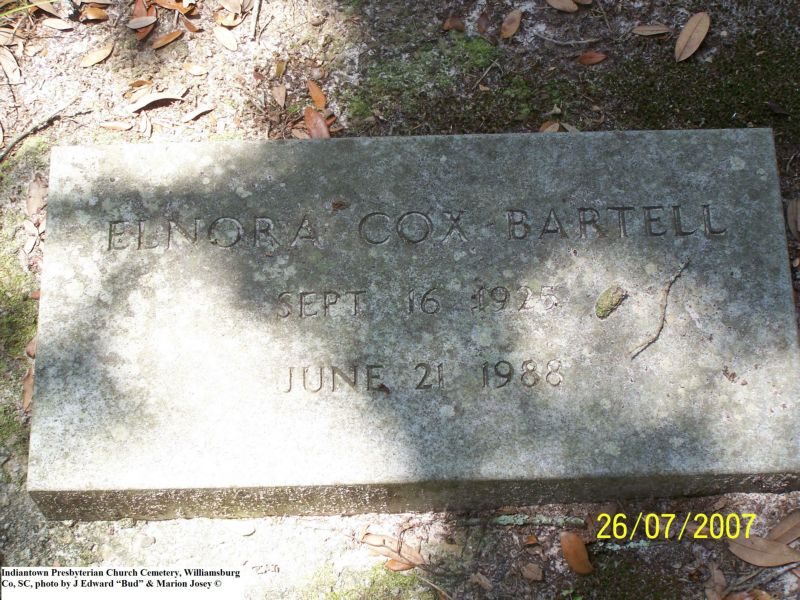 ELNORA COX BARTELL
SEPT 16 1925
JUNE 21 1988
26/07/2007
Indiantown Presbyterian Church Cemetery, Williamsburg
Co, SC, photo by J Edward “Bud” & Marion Josey ©